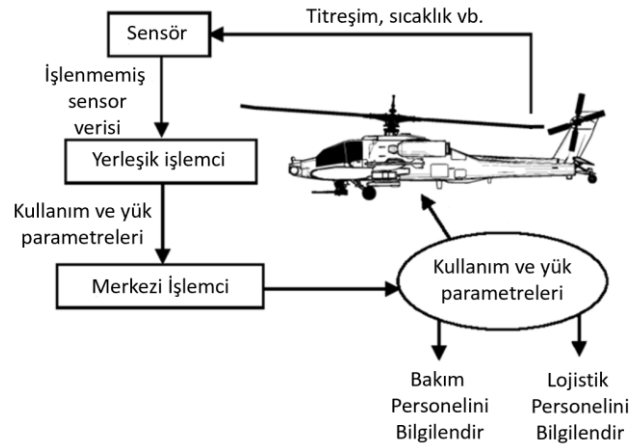 Titreşim, sıcaklık vb.
Sensör
İşlenmemiş
sensor
verisi
Yerleşik işlemci
Kullanım ve yük
parametreleri
Merkezi İşlemci
Kullanım ve yük
parametreleri
Bakım
Personelini
Bilgilendir
Lojistik
Personelini
Bilgilendir